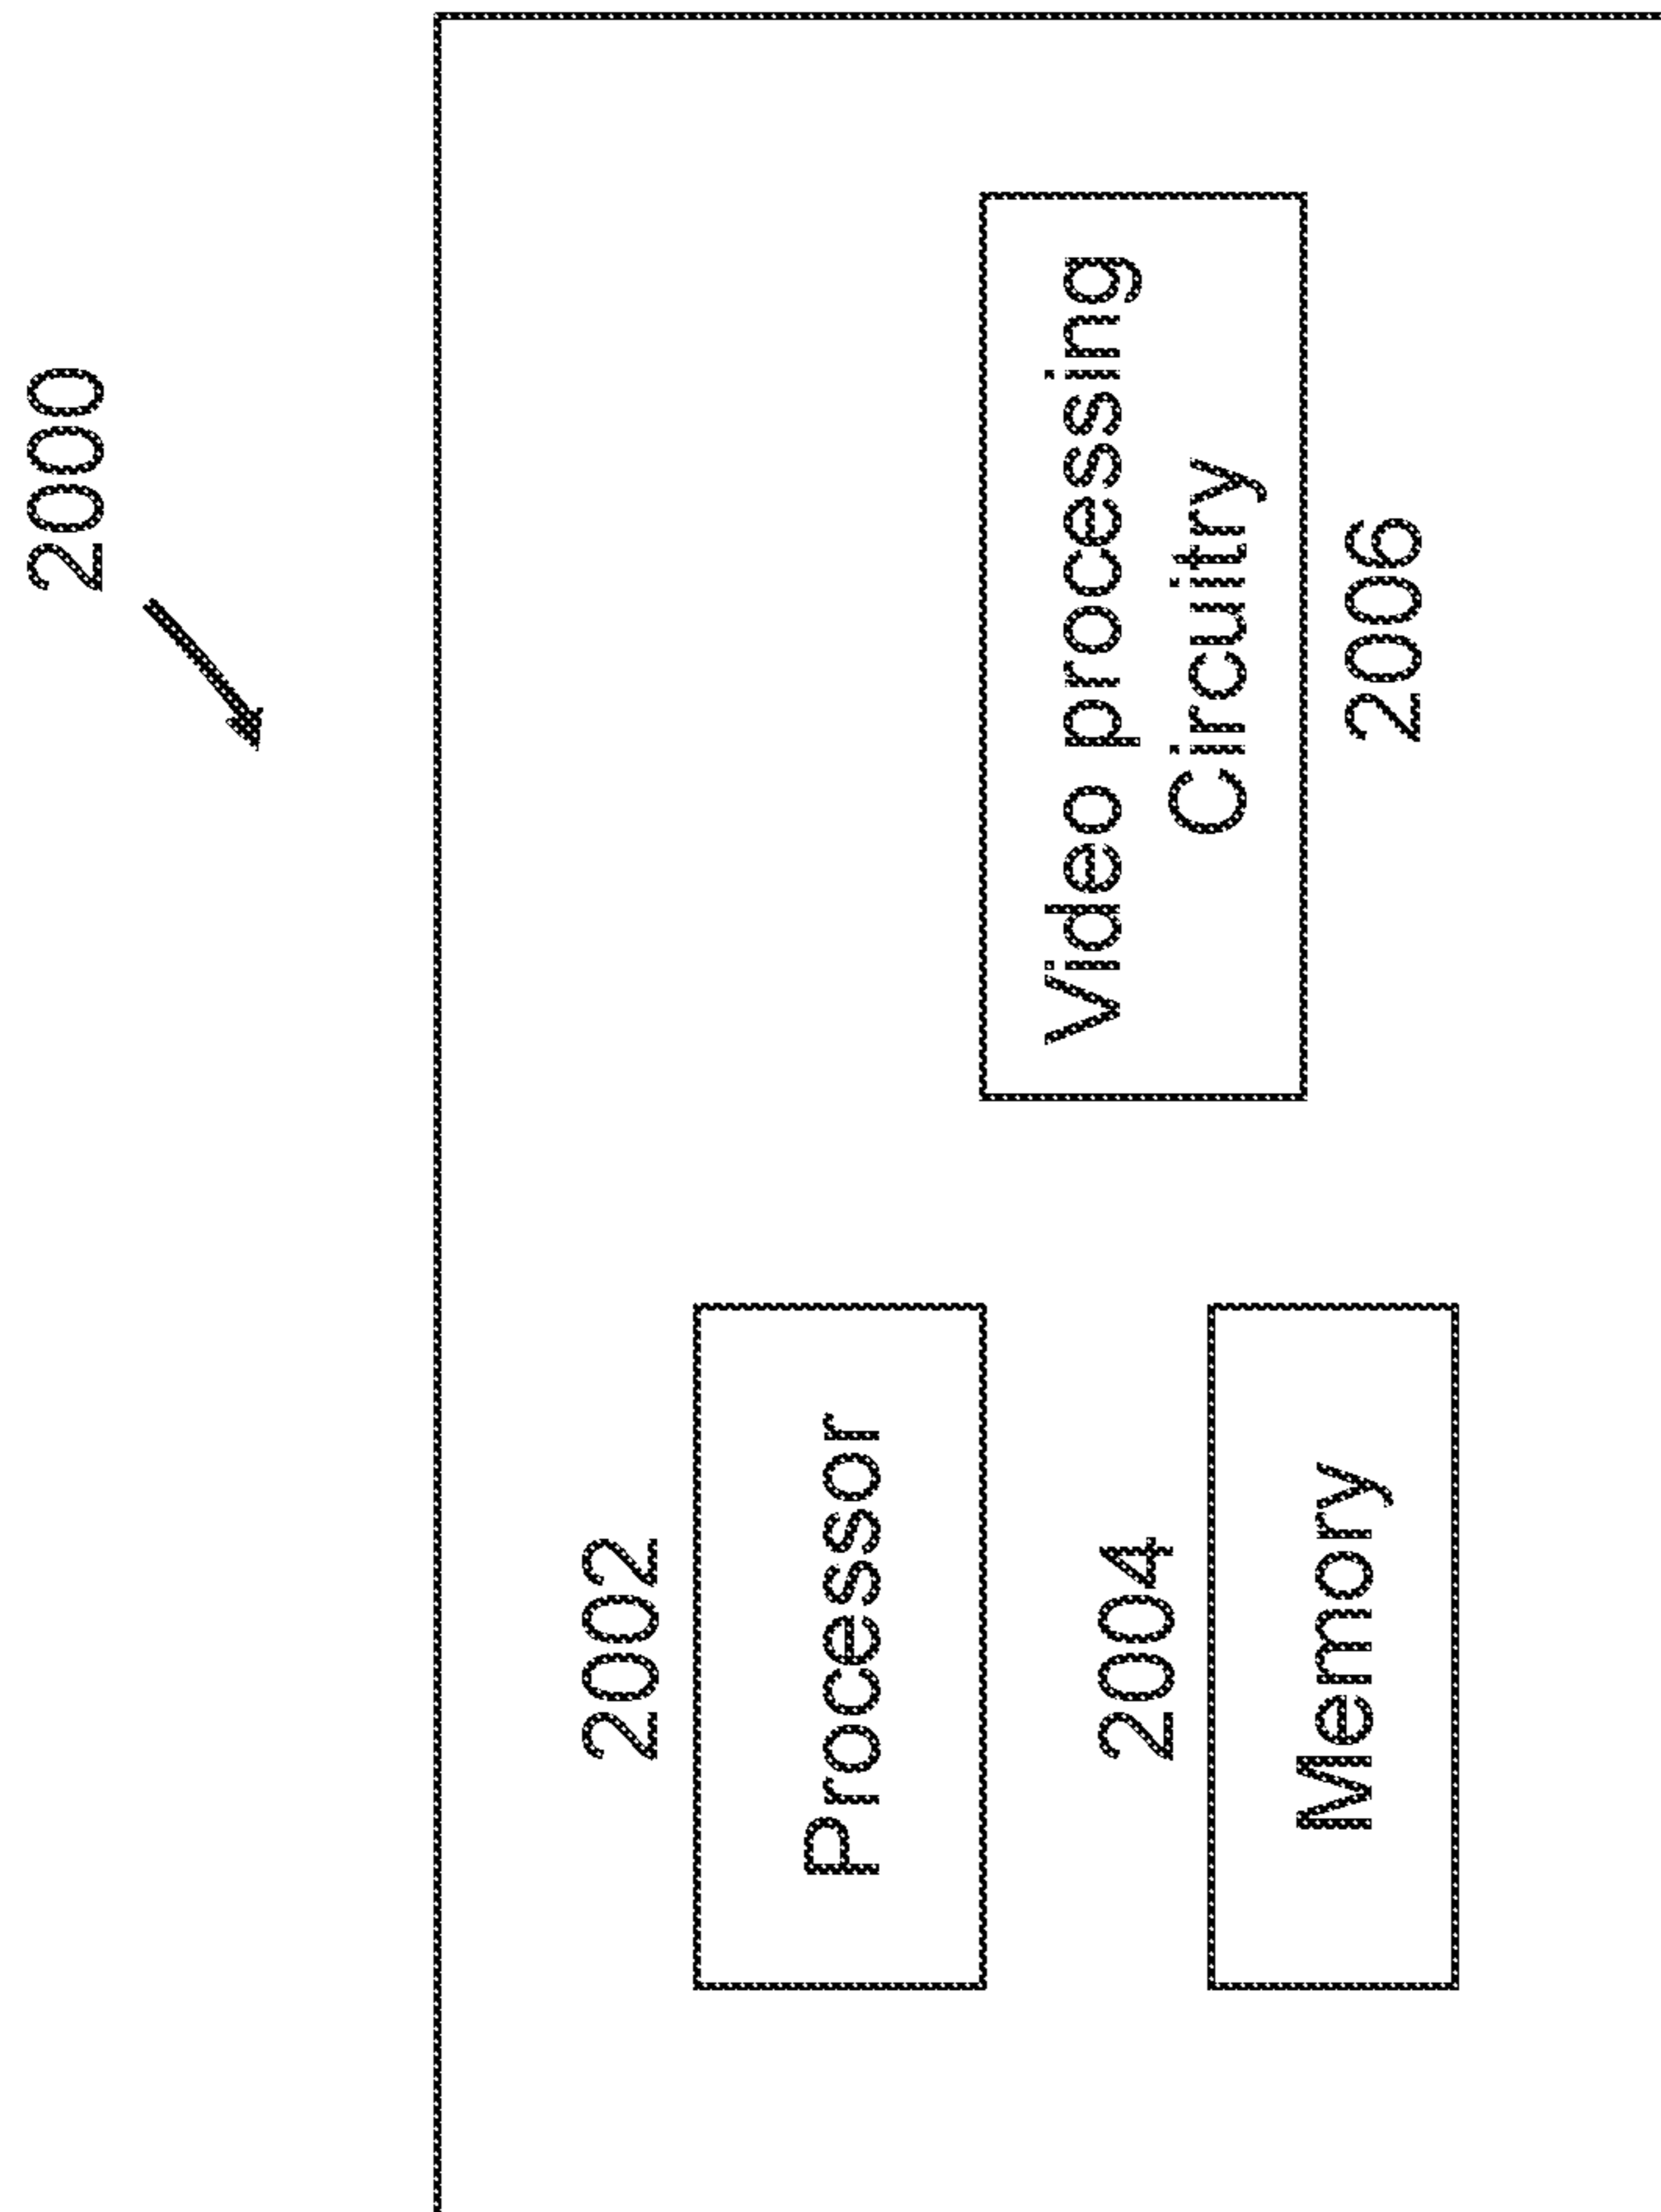 2000
2002
Processor
2004
Memory
Video processing
Circuitry
2006